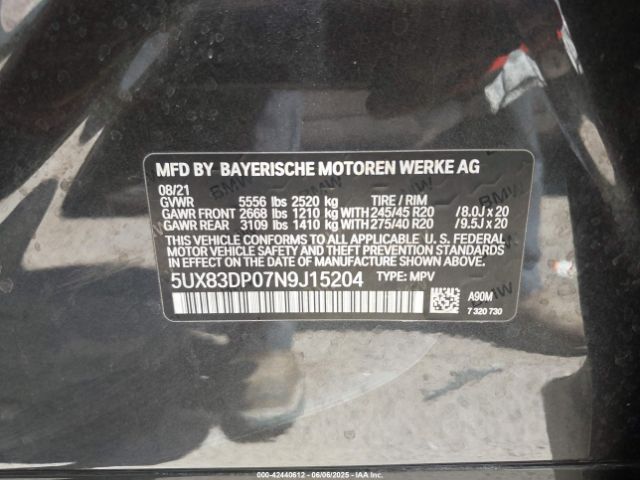 MFD BY BAYERISCHE MOTOREN WERKE AG
08/21
GVWR 5556 lbs 2520 kg TIRE / RIM
GAWR FRONT 2668 lbs 1210 kg WITH 245/45 R20 /8.0J x 20
GAWR REAR 3109 lbs 1410 kg WITH 275/40 R20 /9.5J x 20
THIS VEHICLE CONFORMS TO ALL APPLICABLE U. S. FEDERAL
MOTOR VEHICLE SAFETY AND THEFT PREVENTION STANDARDS
IN EFFECT ON THE DATE OF MANUFACTURE SHOWN ABOVE.
5UX83DP07N9J15204 TYPE: MPV
A90M
7 320 730
000-42440612 - 06/06/2025 - IAAI.COM